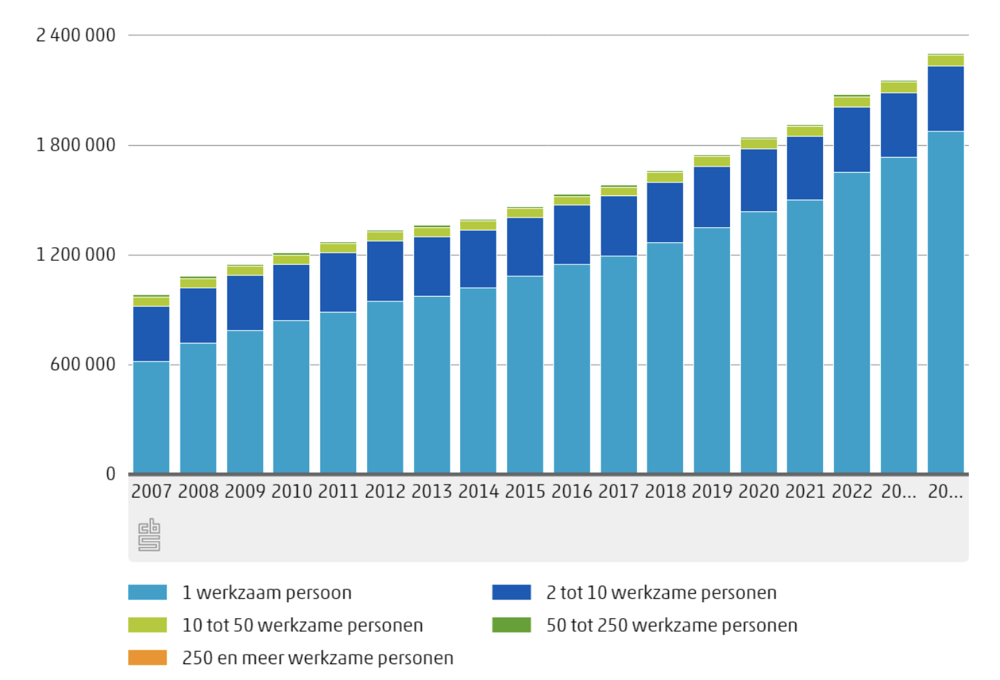 2 400 000
1 800 000
1 200 000
600 000
0
2007 2008 2009 2010 2011 2012 2013 2014 2015 2016 2017 2018 2019 2020 2021 2022 20... 20...
cbs
1 werkzaam persoon
2 tot 10 werkzame personen
10 tot 50 werkzame personen
50 tot 250 werkzame personen
250 en meer werkzame personen